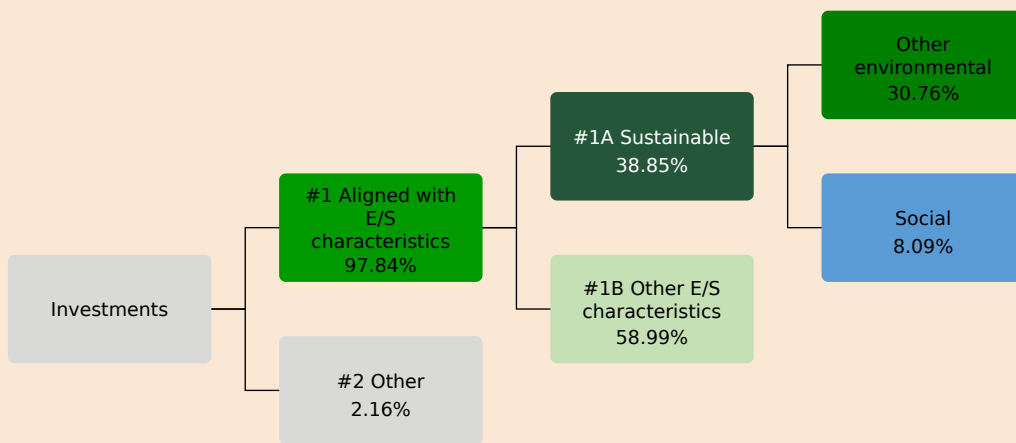 Investments
#1 Aligned with
E/S
characteristics
97.84%
#2 Other
2.16%
#1A Sustainable
38.85%
#1B Other E/S
characteristics
58.99%
Other
environmental
30.76%
Social
8.09%